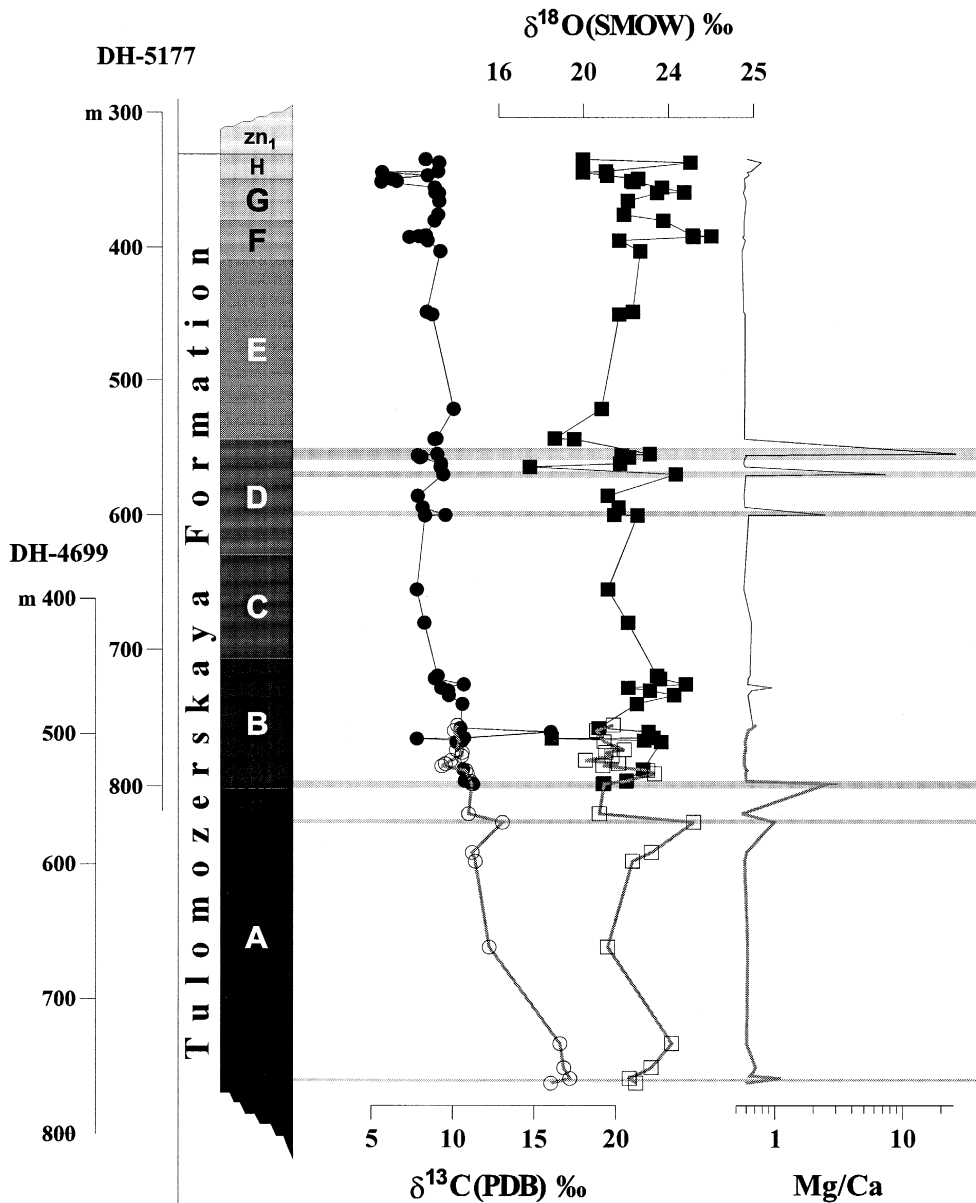 δ¹⁸O(SMOW) ‰
DH-5177
16 20 24 25
m 300
zn₁
H
G
F
400
E
500
D
600
DH-4699
m 400
C
700
B
500
800
600
A
700
800
Tulomozerskaya Formation
5 10 15 20
1 10
δ¹³C(PDB) ‰
Mg/Ca